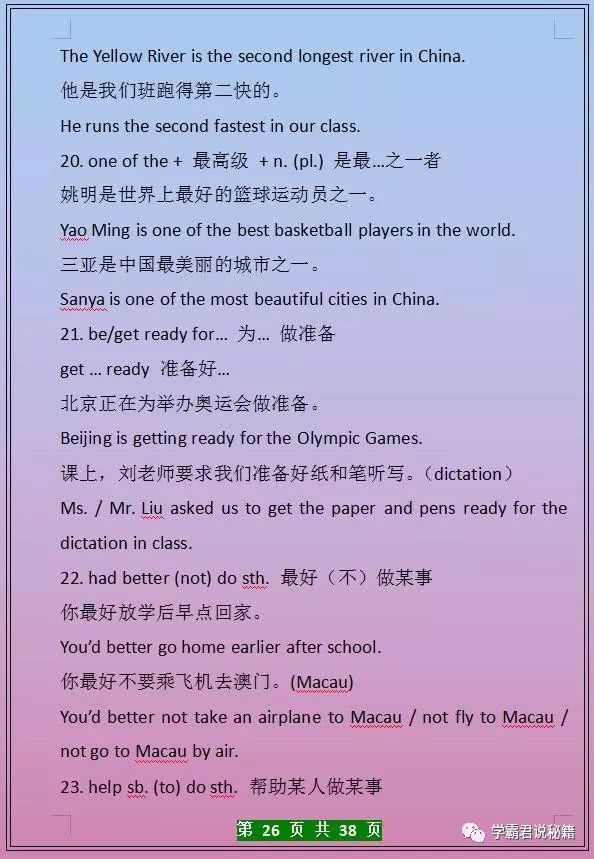 The Yellow River is the second longest river in China.
他是我们班跑得第二快的。
He runs the second fastest in our class.
20. one of the + 最高级 + n. (pl.) 是最…之一者
姚明是世界上最好的篮球运动员之一。
Yao Ming is one of the best basketball players in the world.
三亚是中国最美丽的城市之一。
Sanya is one of the most beautiful cities in China.
21. be/get ready for… 为… 做准备
get … ready 准备好…
北京正在为举办奥运会做准备。
Beijing is getting ready for the Olympic Games.
课上，刘老师要求我们准备好纸和笔听写。（dictation）
Ms. / Mr. Liu asked us to get the paper and pens ready for the
dictation in class.
22. had better (not) do sth. 最好（不）做某事
你最好放学后早点回家。
You’d better go home earlier after school.
你最好不要乘飞机去澳门。(Macau)
You’d better not take an airplane to Macau / not fly to Macau /
not go to Macau by air.
23. help sb. (to) do sth. 帮助某人做某事
第 26 页 共 38 页
学霸君说秘籍